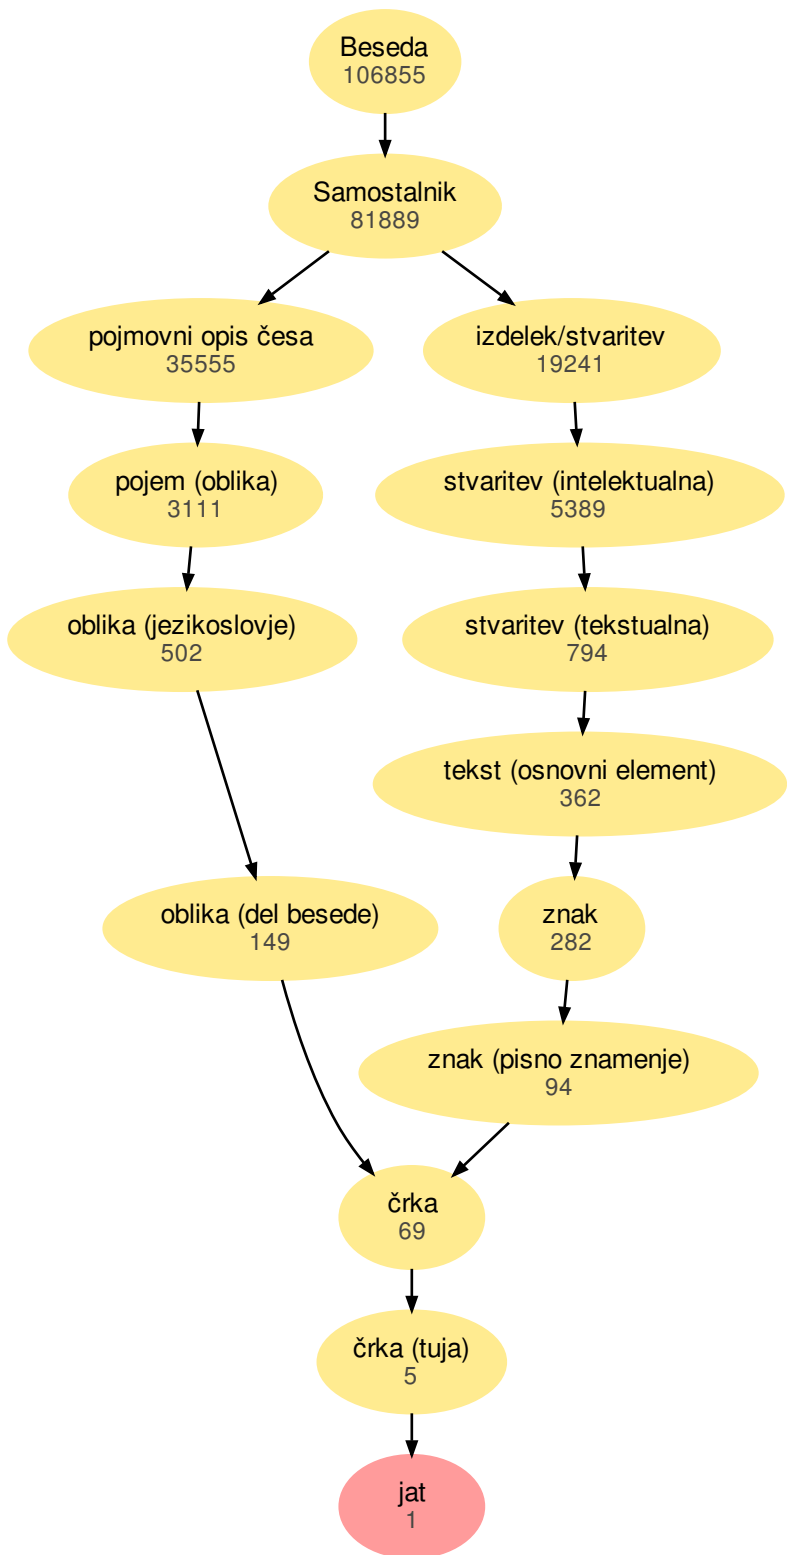 Beseda
106855
Samostalnik
81889
pojmovni opis česa
35555
izdelek/stvaritev
19241
pojem (oblika)
3111
stvaritev (intelektualna)
5389
oblika (jezikoslovje)
502
stvaritev (tekstualna)
794
tekst (osnovni element)
362
oblika (del besede)
149
znak
282
znak (pisno znamenje)
94
črka
69
črka (tuja)
5
jat
1